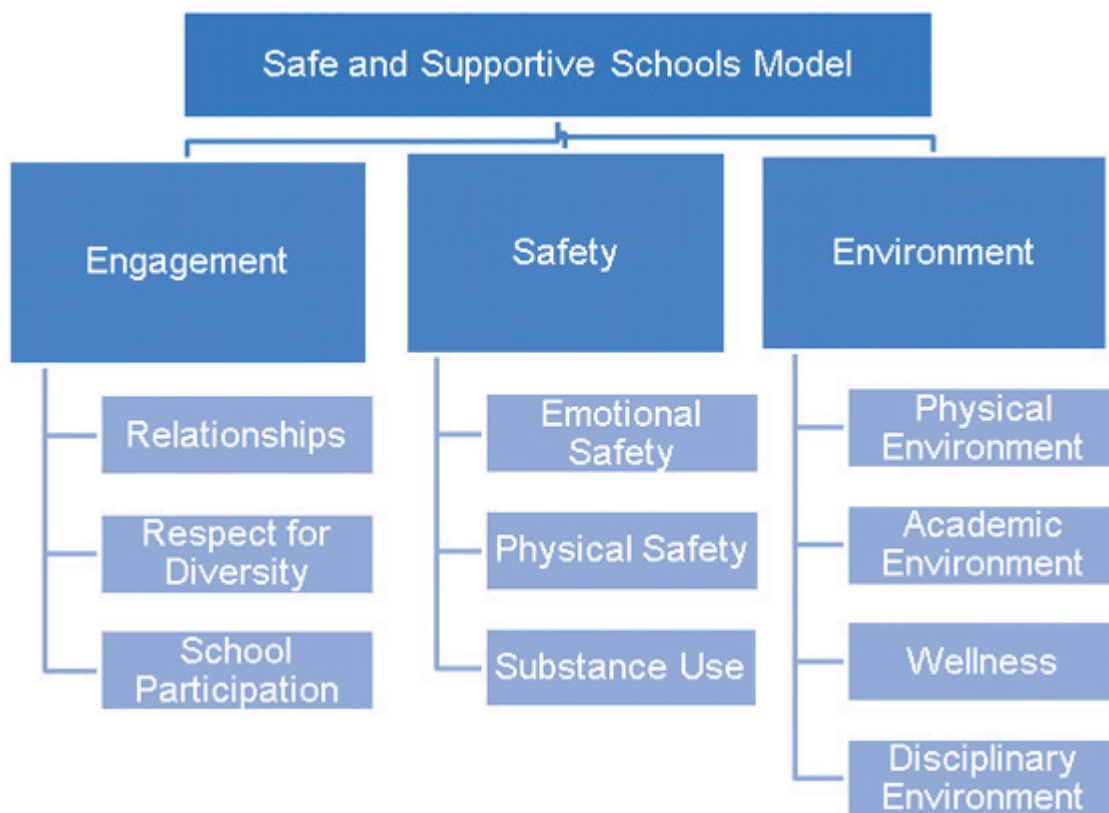 Safe and Supportive Schools Model
Engagement
Relationships
Respect for
Diversity
School
Participation
Safety
Emotional
Safety
Physical Safety
Substance Use
Environment
Physical
Environment
Academic
Environment
Wellness
Disciplinary
Environment